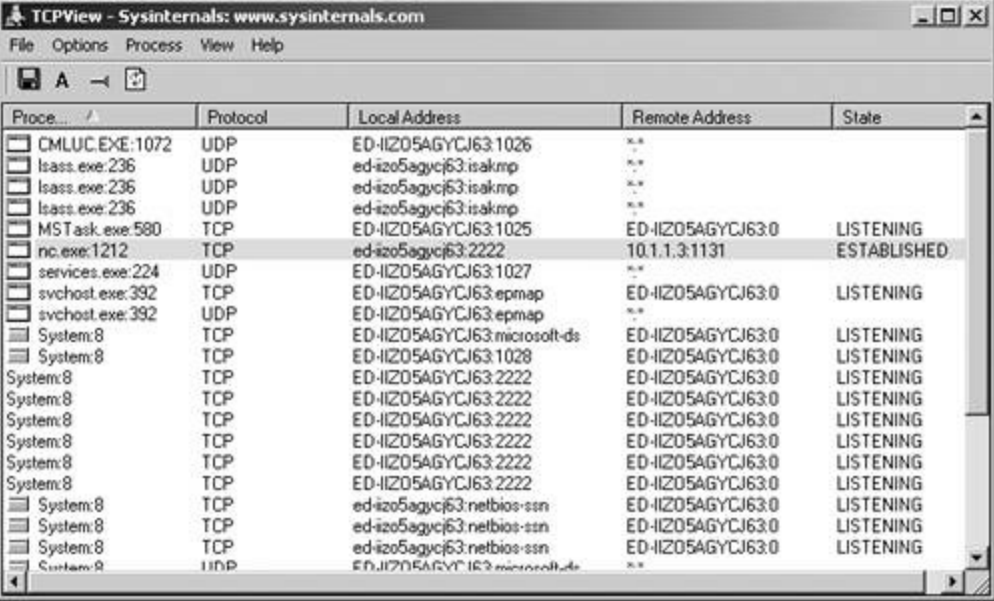 TCPView - Sysinternals: www.sysinternals.com
File Options Process View Help
A
Proce... Protocol Local Address Remote Address State
CMLUC.EXE:1072 UDP ED-IIZO5AGYCJ63:1026 *:*
lsass.exe:236 UDP ed-iizo5agycj63:isakmp *:*
lsass.exe:236 UDP ed-iizo5agycj63:isakmp *:*
lsass.exe:236 UDP ed-iizo5agycj63:isakmp *:*
MSTask.exe:580 TCP ED-IIZO5AGYCJ63:1025 ED-IIZO5AGYCJ63:0 LISTENING
nc.exe:1212 TCP ed-iizo5agycj63:2222 10.1.1.3:1131 ESTABLISHED
services.exe:224 UDP ED-IIZO5AGYCJ63:1027 *:*
svchost.exe:392 TCP ED-IIZO5AGYCJ63:epmap ED-IIZO5AGYCJ63:0 LISTENING
svchost.exe:392 UDP ED-IIZO5AGYCJ63:epmap *:*
System:8 TCP ED-IIZO5AGYCJ63:microsoft-ds ED-IIZO5AGYCJ63:0 LISTENING
System:8 TCP ED-IIZO5AGYCJ63:1028 ED-IIZO5AGYCJ63:0 LISTENING
System:8 TCP ED-IIZO5AGYCJ63:2222 ED-IIZO5AGYCJ63:0 LISTENING
System:8 TCP ED-IIZO5AGYCJ63:2222 ED-IIZO5AGYCJ63:0 LISTENING
System:8 TCP ED-IIZO5AGYCJ63:2222 ED-IIZO5AGYCJ63:0 LISTENING
System:8 TCP ED-IIZO5AGYCJ63:2222 ED-IIZO5AGYCJ63:0 LISTENING
System:8 TCP ED-IIZO5AGYCJ63:2222 ED-IIZO5AGYCJ63:0 LISTENING
System:8 TCP ED-IIZO5AGYCJ63:2222 ED-IIZO5AGYCJ63:0 LISTENING
System:8 TCP ed-iizo5agycj63:netbios-ssn ED-IIZO5AGYCJ63:0 LISTENING
System:8 TCP ed-iizo5agycj63:netbios-ssn ED-IIZO5AGYCJ63:0 LISTENING
System:8 TCP ed-iizo5agycj63:netbios-ssn ED-IIZO5AGYCJ63:0 LISTENING
System:8 UDP ED-IIZO5AGYCJ63:microsoft-ds *:*